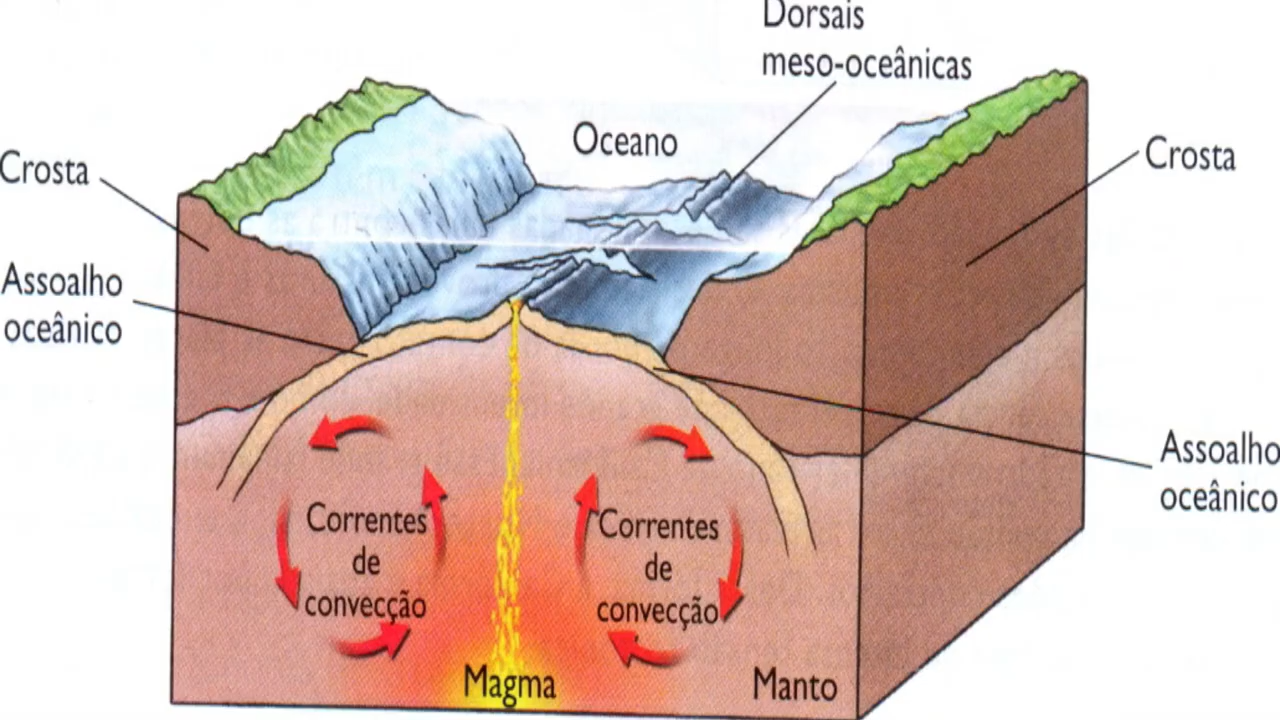 Dorsais
meso-oceânicas
Oceano
Crosta
Crosta
Assoalho
oceânico
Assoalho
oceânico
Correntes
de
convecção
Correntes
de
convecção
Magma
Manto